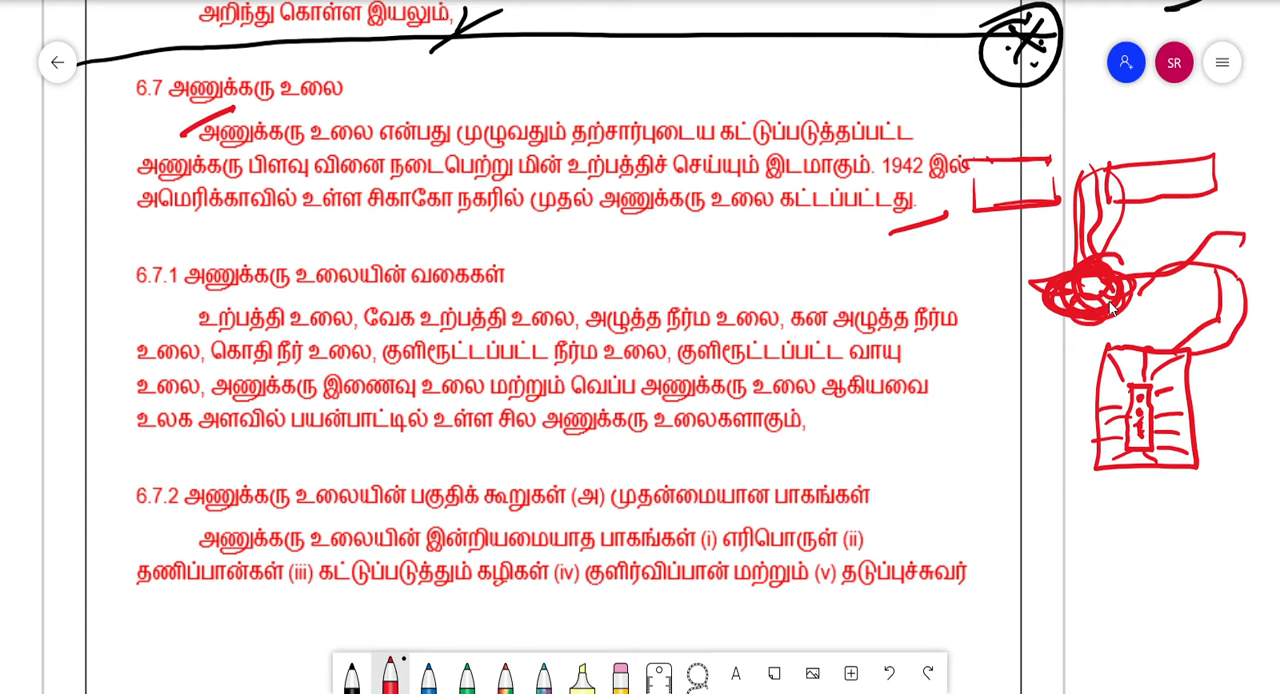 அறிந்து கொள்ள இயலும்,
SR
6.7 அணுக்கரு உலை
அணுக்கரு உலை என்பது முழுவதும் தற்சார்புடைய கட்டுப்படுத்தப்பட்ட
அணுக்கரு பிளவு வினை நடைபெற்று மின் உற்பத்திச் செய்யும் இடமாகும். 1942 இல்
அமெரிக்காவில் உள்ள சிகாகோ நகரில் முதல் அணுக்கரு உலை கட்டப்பட்டது.
6.7.1 அணுக்கரு உலையின் வகைகள்
உற்பத்தி உலை, வேக உற்பத்தி உலை, அழுத்த நீர்ம உலை, கன அழுத்த நீர்ம
உலை, கொதி நீர் உலை, குளிரூட்டப்பட்ட நீர்ம உலை, குளிரூட்டப்பட்ட வாயு
உலை, அணுக்கரு இணைவு உலை மற்றும் வெப்ப அணுக்கரு உலை ஆகியவை
உலக அளவில் பயன்பாட்டில் உள்ள சில அணுக்கரு உலைகளாகும்,
6.7.2 அணுக்கரு உலையின் பகுதிக் கூறுகள் (அ) முதன்மையான பாகங்கள்
அணுக்கரு உலையின் இன்றியமையாத பாகங்கள் (i) எரிபொருள் (ii)
தணிப்பான்கள் (iii) கட்டுப்படுத்தும் கழிகள் (iv) குளிர்விப்பான் மற்றும் (v) தடுப்புச்சுவர்
A